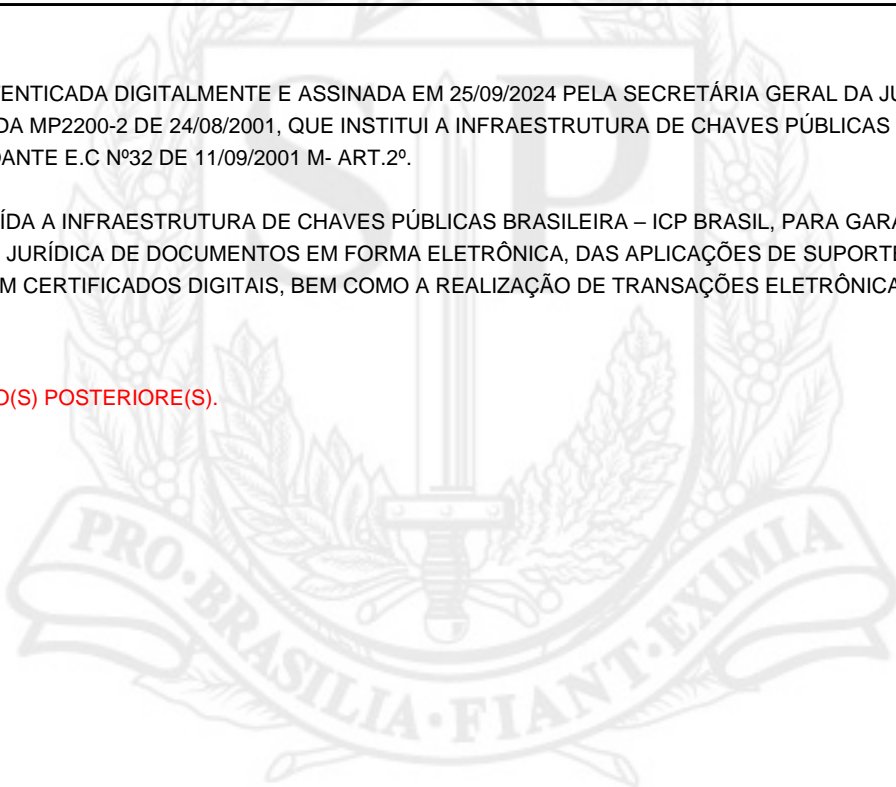 ENTICADA DIGITALMENTE E ASSINADA EM 25/09/2024 PELA SECRETÁRIA GERAL DA JU
DA MP2200-2 DE 24/08/2001, QUE INSTITUI A INFRAESTRUTURA DE CHAVES PÚBLICAS
DANTE E.C Nº32 DE 11/09/2001 M- ART.2º.
ÍDA A INFRAESTRUTURA DE CHAVES PÚBLICAS BRASILEIRA – ICP BRASIL, PARA GARA
JURÍDICA DE DOCUMENTOS EM FORMA ELETRÔNICA, DAS APLICAÇÕES DE SUPORTE
M CERTIFICADOS DIGITAIS, BEM COMO A REALIZAÇÃO DE TRANSAÇÕES ELETRÔNICA
O(S) POSTERIORE(S).
SP
PRO·BRASILIA·FIANT·EXIMIA